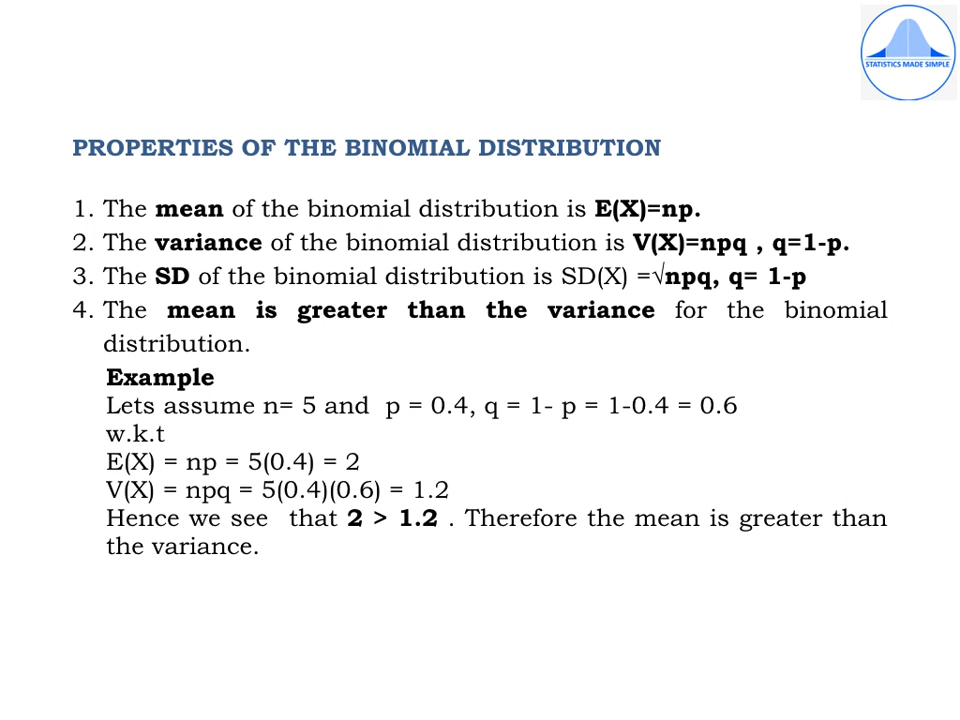 STATISTICS MADE SIMPLE
PROPERTIES OF THE BINOMIAL DISTRIBUTION
1. The mean of the binomial distribution is E(X)=np.
2. The variance of the binomial distribution is V(X)=npq , q=1-p.
3. The SD of the binomial distribution is SD(X) =√npq, q= 1-p
4. The mean is greater than the variance for the binomial
distribution.
Example
Lets assume n= 5 and p = 0.4, q = 1- p = 1-0.4 = 0.6
w.k.t
E(X) = np = 5(0.4) = 2
V(X) = npq = 5(0.4)(0.6) = 1.2
Hence we see that 2 > 1.2 . Therefore the mean is greater than
the variance.